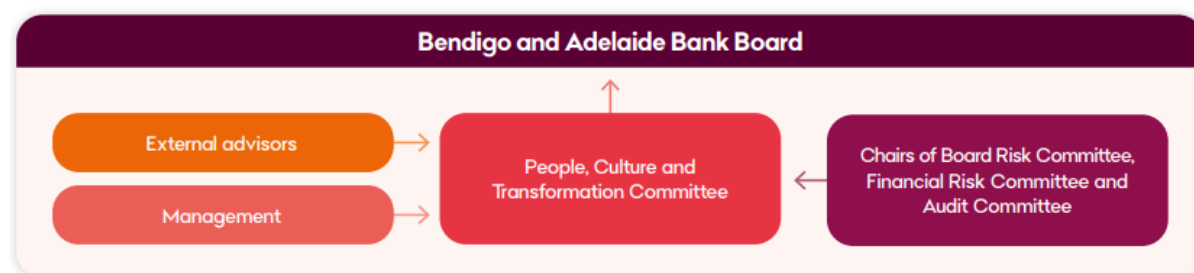 Bendigo and Adelaide Bank Board
External advisors
Management
People, Culture and
Transformation Committee
Chairs of Board Risk Committee,
Financial Risk Committee and
Audit Committee